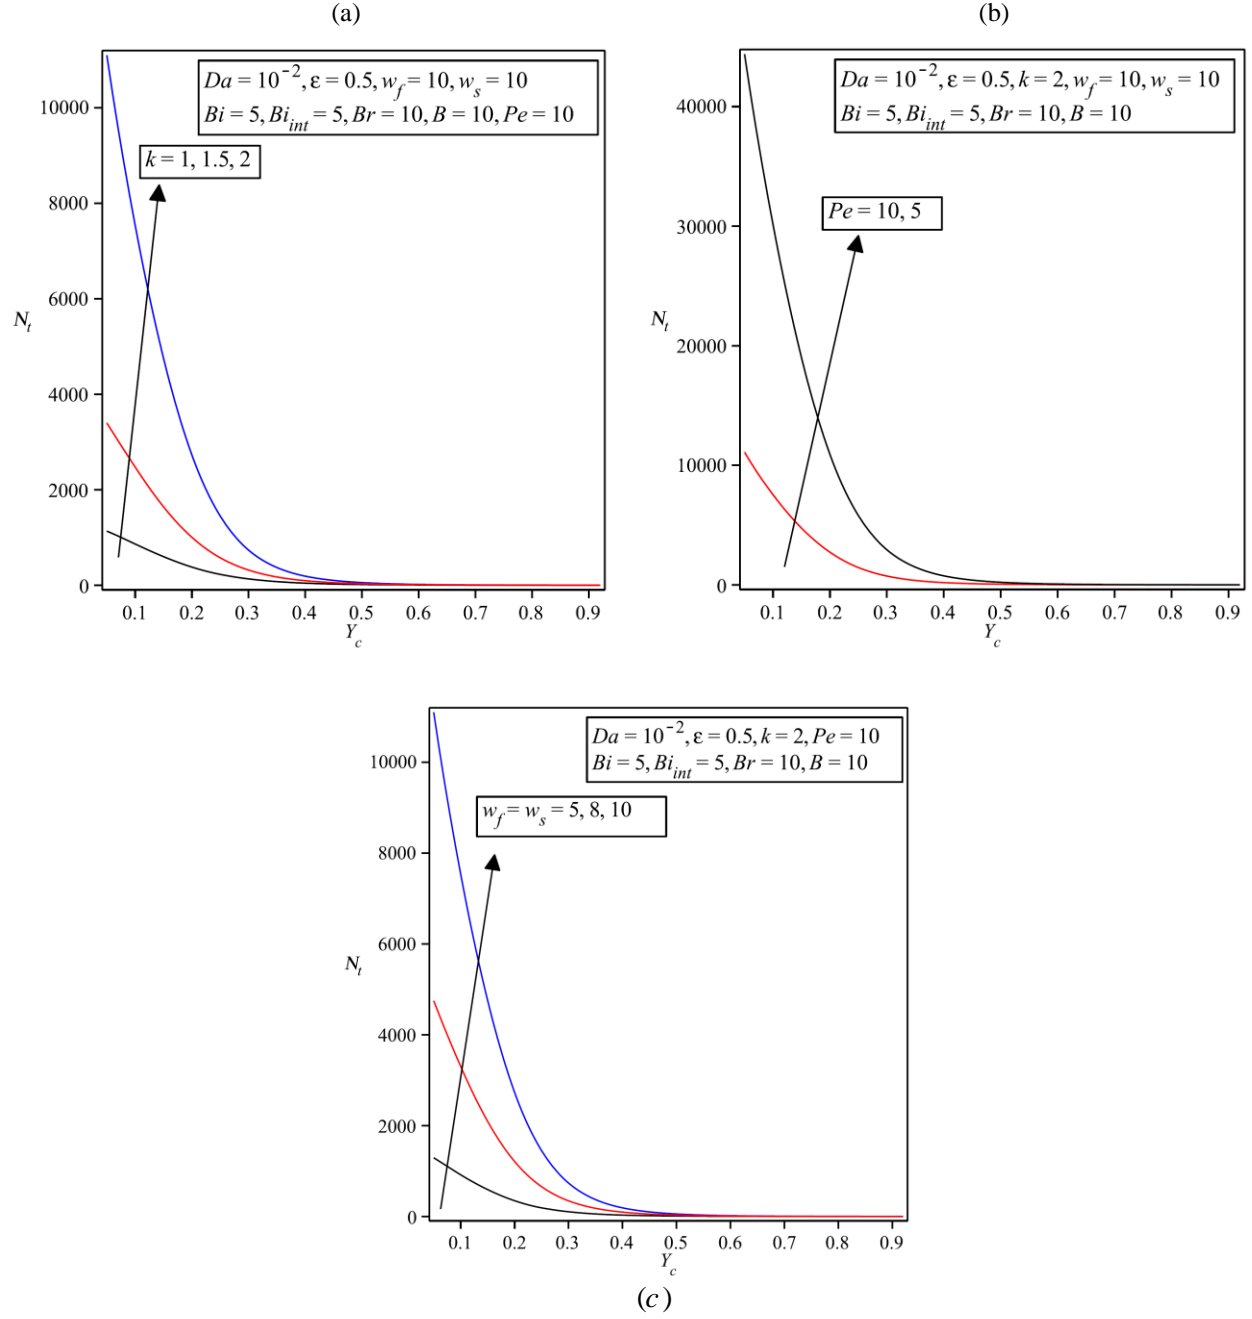 (a)
(b)
Da = 10⁻², ε = 0.5, w_f = 10, w_s = 10
Bi = 5, Bi_int = 5, Br = 10, B = 10, Pe = 10
k = 1, 1.5, 2
10000
8000
6000
4000
2000
0
N_t
0.1 0.2 0.3 0.4 0.5 0.6 0.7 0.8 0.9
Y_c
Da = 10⁻², ε = 0.5, k = 2, w_f = 10, w_s = 10
Bi = 5, Bi_int = 5, Br = 10, B = 10
Pe = 10, 5
40000
30000
20000
10000
0
N_t
0.1 0.2 0.3 0.4 0.5 0.6 0.7 0.8 0.9
Y_c
Da = 10⁻², ε = 0.5, k = 2, Pe = 10
Bi = 5, Bi_int = 5, Br = 10, B = 10
w_f = w_s = 5, 8, 10
10000
8000
6000
4000
2000
0
N_t
0.1 0.2 0.3 0.4 0.5 0.6 0.7 0.8 0.9
Y_c
(c)